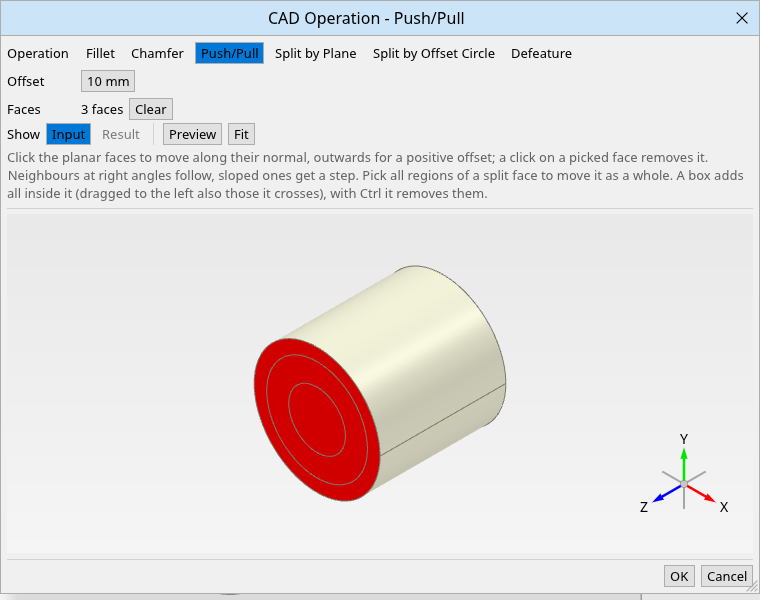 CAD Operation - Push/Pull
Operation Fillet Chamfer Push/Pull Split by Plane Split by Offset Circle Defeature
Offset 10 mm
Faces 3 faces Clear
Show Input Result Preview Fit
Click the planar faces to move along their normal, outwards for a positive offset; a click on a picked face removes it.
Neighbours at right angles follow, sloped ones get a step. Pick all regions of a split face to move it as a whole. A box adds
all inside it (dragged to the left also those it crosses), with Ctrl it removes them.
Y
Z X
OK Cancel